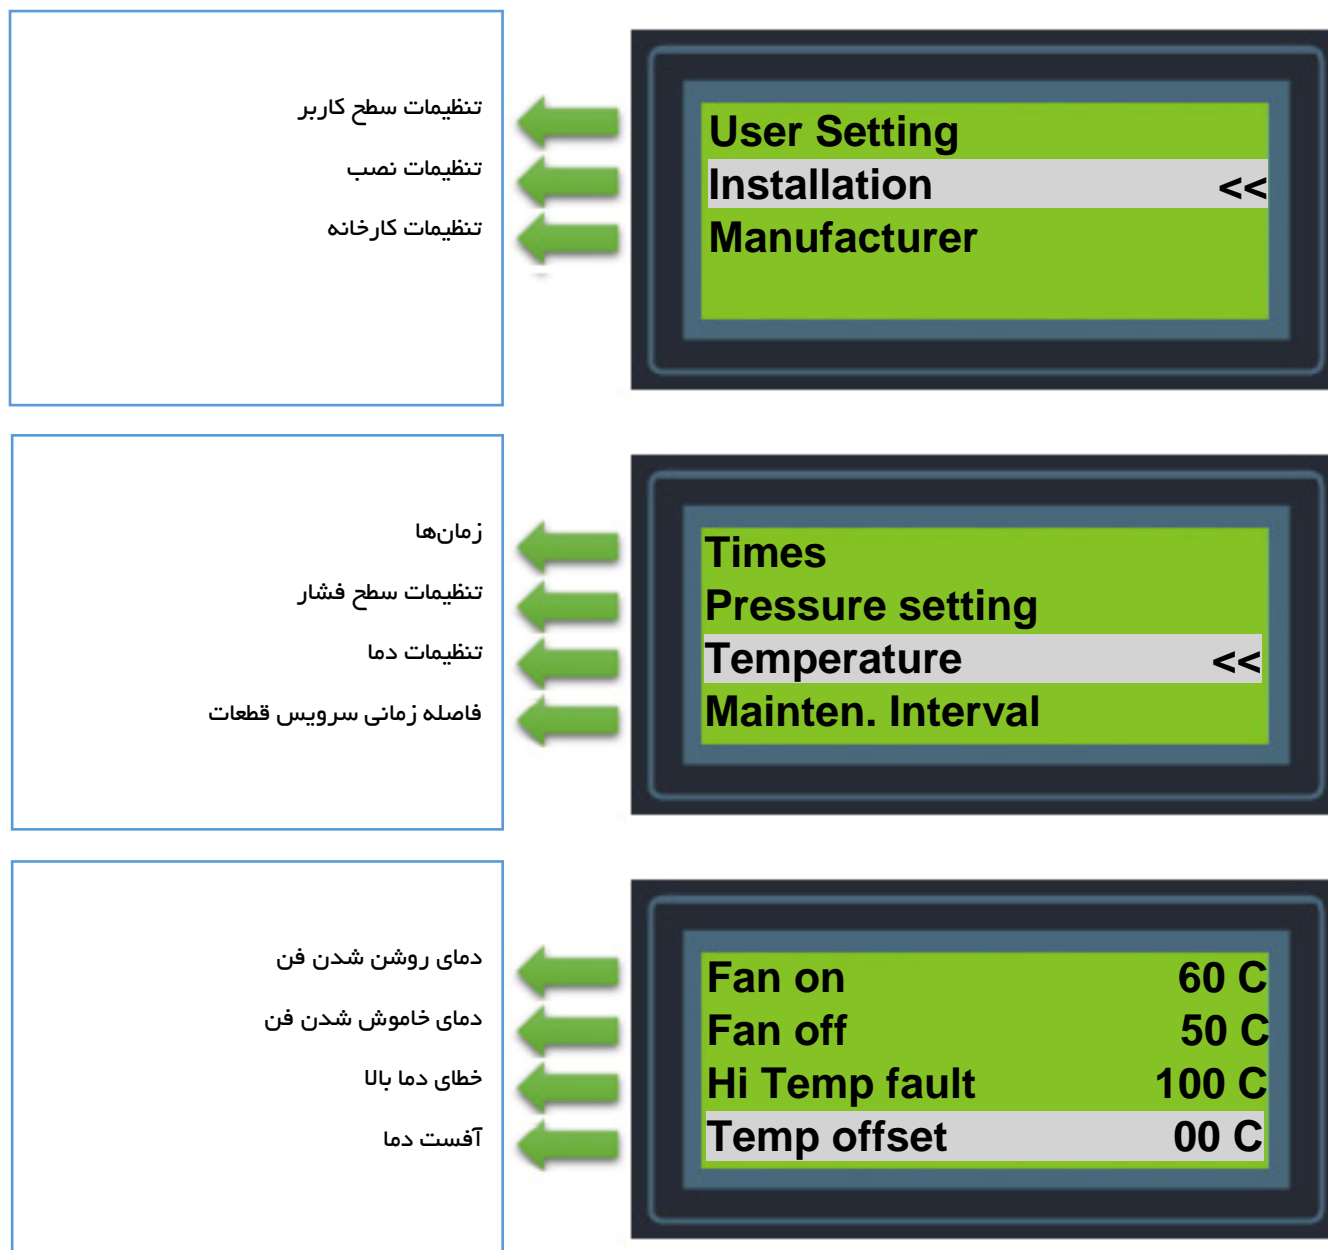 تنظیمات سطح کاربر
تنظیمات نصب
تنظیمات کارخانه
User Setting
Installation <<
Manufacturer
زمان‌ها
تنظیمات سطح فشار
تنظیمات دما
فاصله زمانی سرویس قطعات
Times
Pressure setting
Temperature <<
Mainten. Interval
دمای روشن شدن فن
دمای خاموش شدن فن
خطای دما بالا
آفست دما
Fan on 60 C
Fan off 50 C
Hi Temp fault 100 C
Temp offset 00 C